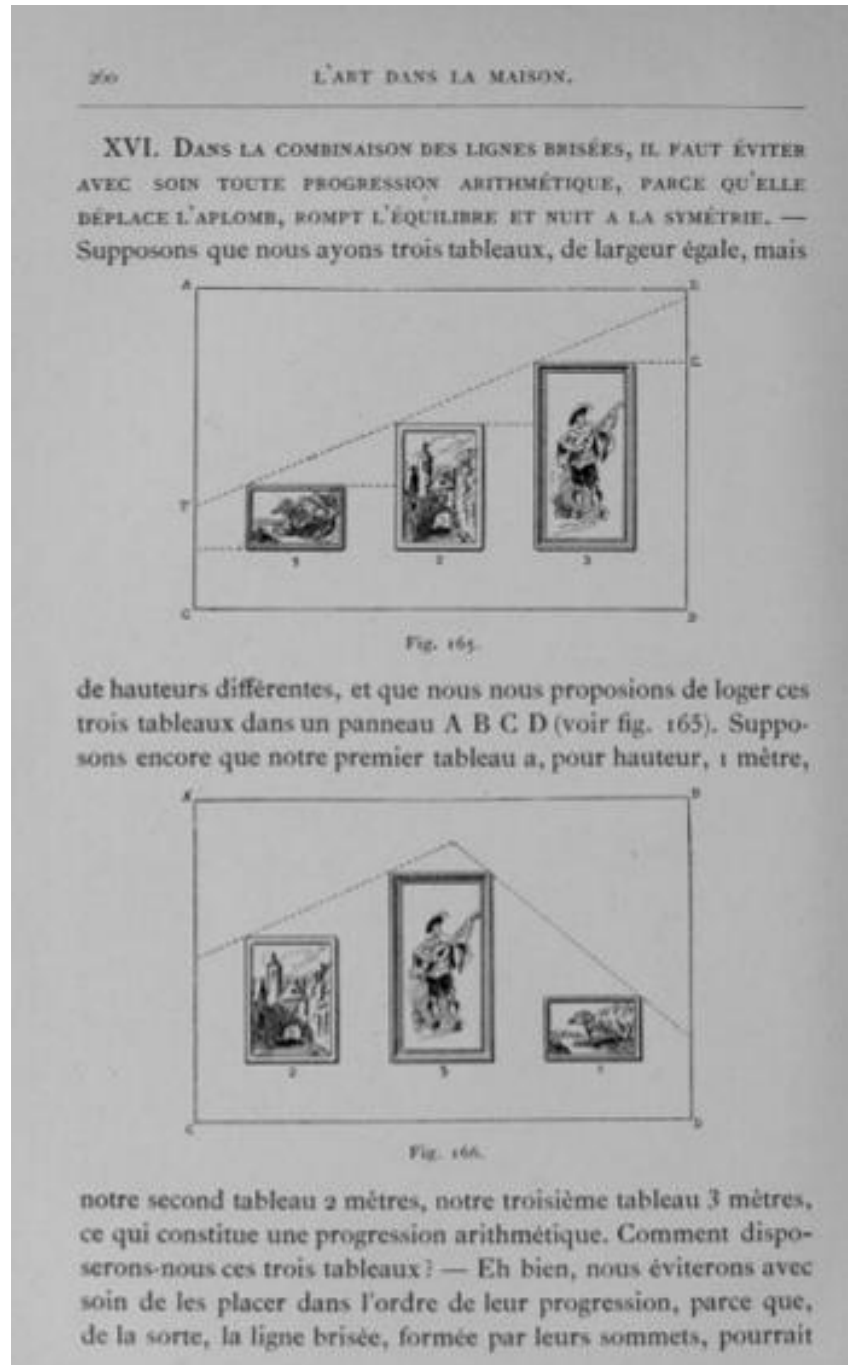 260 L'ART DANS LA MAISON.
XVI. DANS LA COMBINAISON DES LIGNES BRISÉES, IL FAUT ÉVITER
AVEC SOIN TOUTE PROGRESSION ARITHMÉTIQUE, PARCE QU'ELLE
DÉPLACE L'APLOMB, ROMPT L'ÉQUILIBRE ET NUIT A LA SYMÉTRIE. —
Supposons que nous ayons trois tableaux, de largeur égale, mais
A
F
C
1 2 3
Fig. 165.
de hauteurs différentes, et que nous nous proposions de loger ces
trois tableaux dans un panneau A B C D (voir fig. 165). Suppo-
sons encore que notre premier tableau a, pour hauteur, 1 mètre,
A B
2 3 1
C D
Fig. 166.
notre second tableau 2 mètres, notre troisième tableau 3 mètres,
ce qui constitue une progression arithmétique. Comment dispo-
serons-nous ces trois tableaux? — Eh bien, nous éviterons avec
soin de les placer dans l'ordre de leur progression, parce que,
de la sorte, la ligne brisée, formée par leurs sommets, pourrait